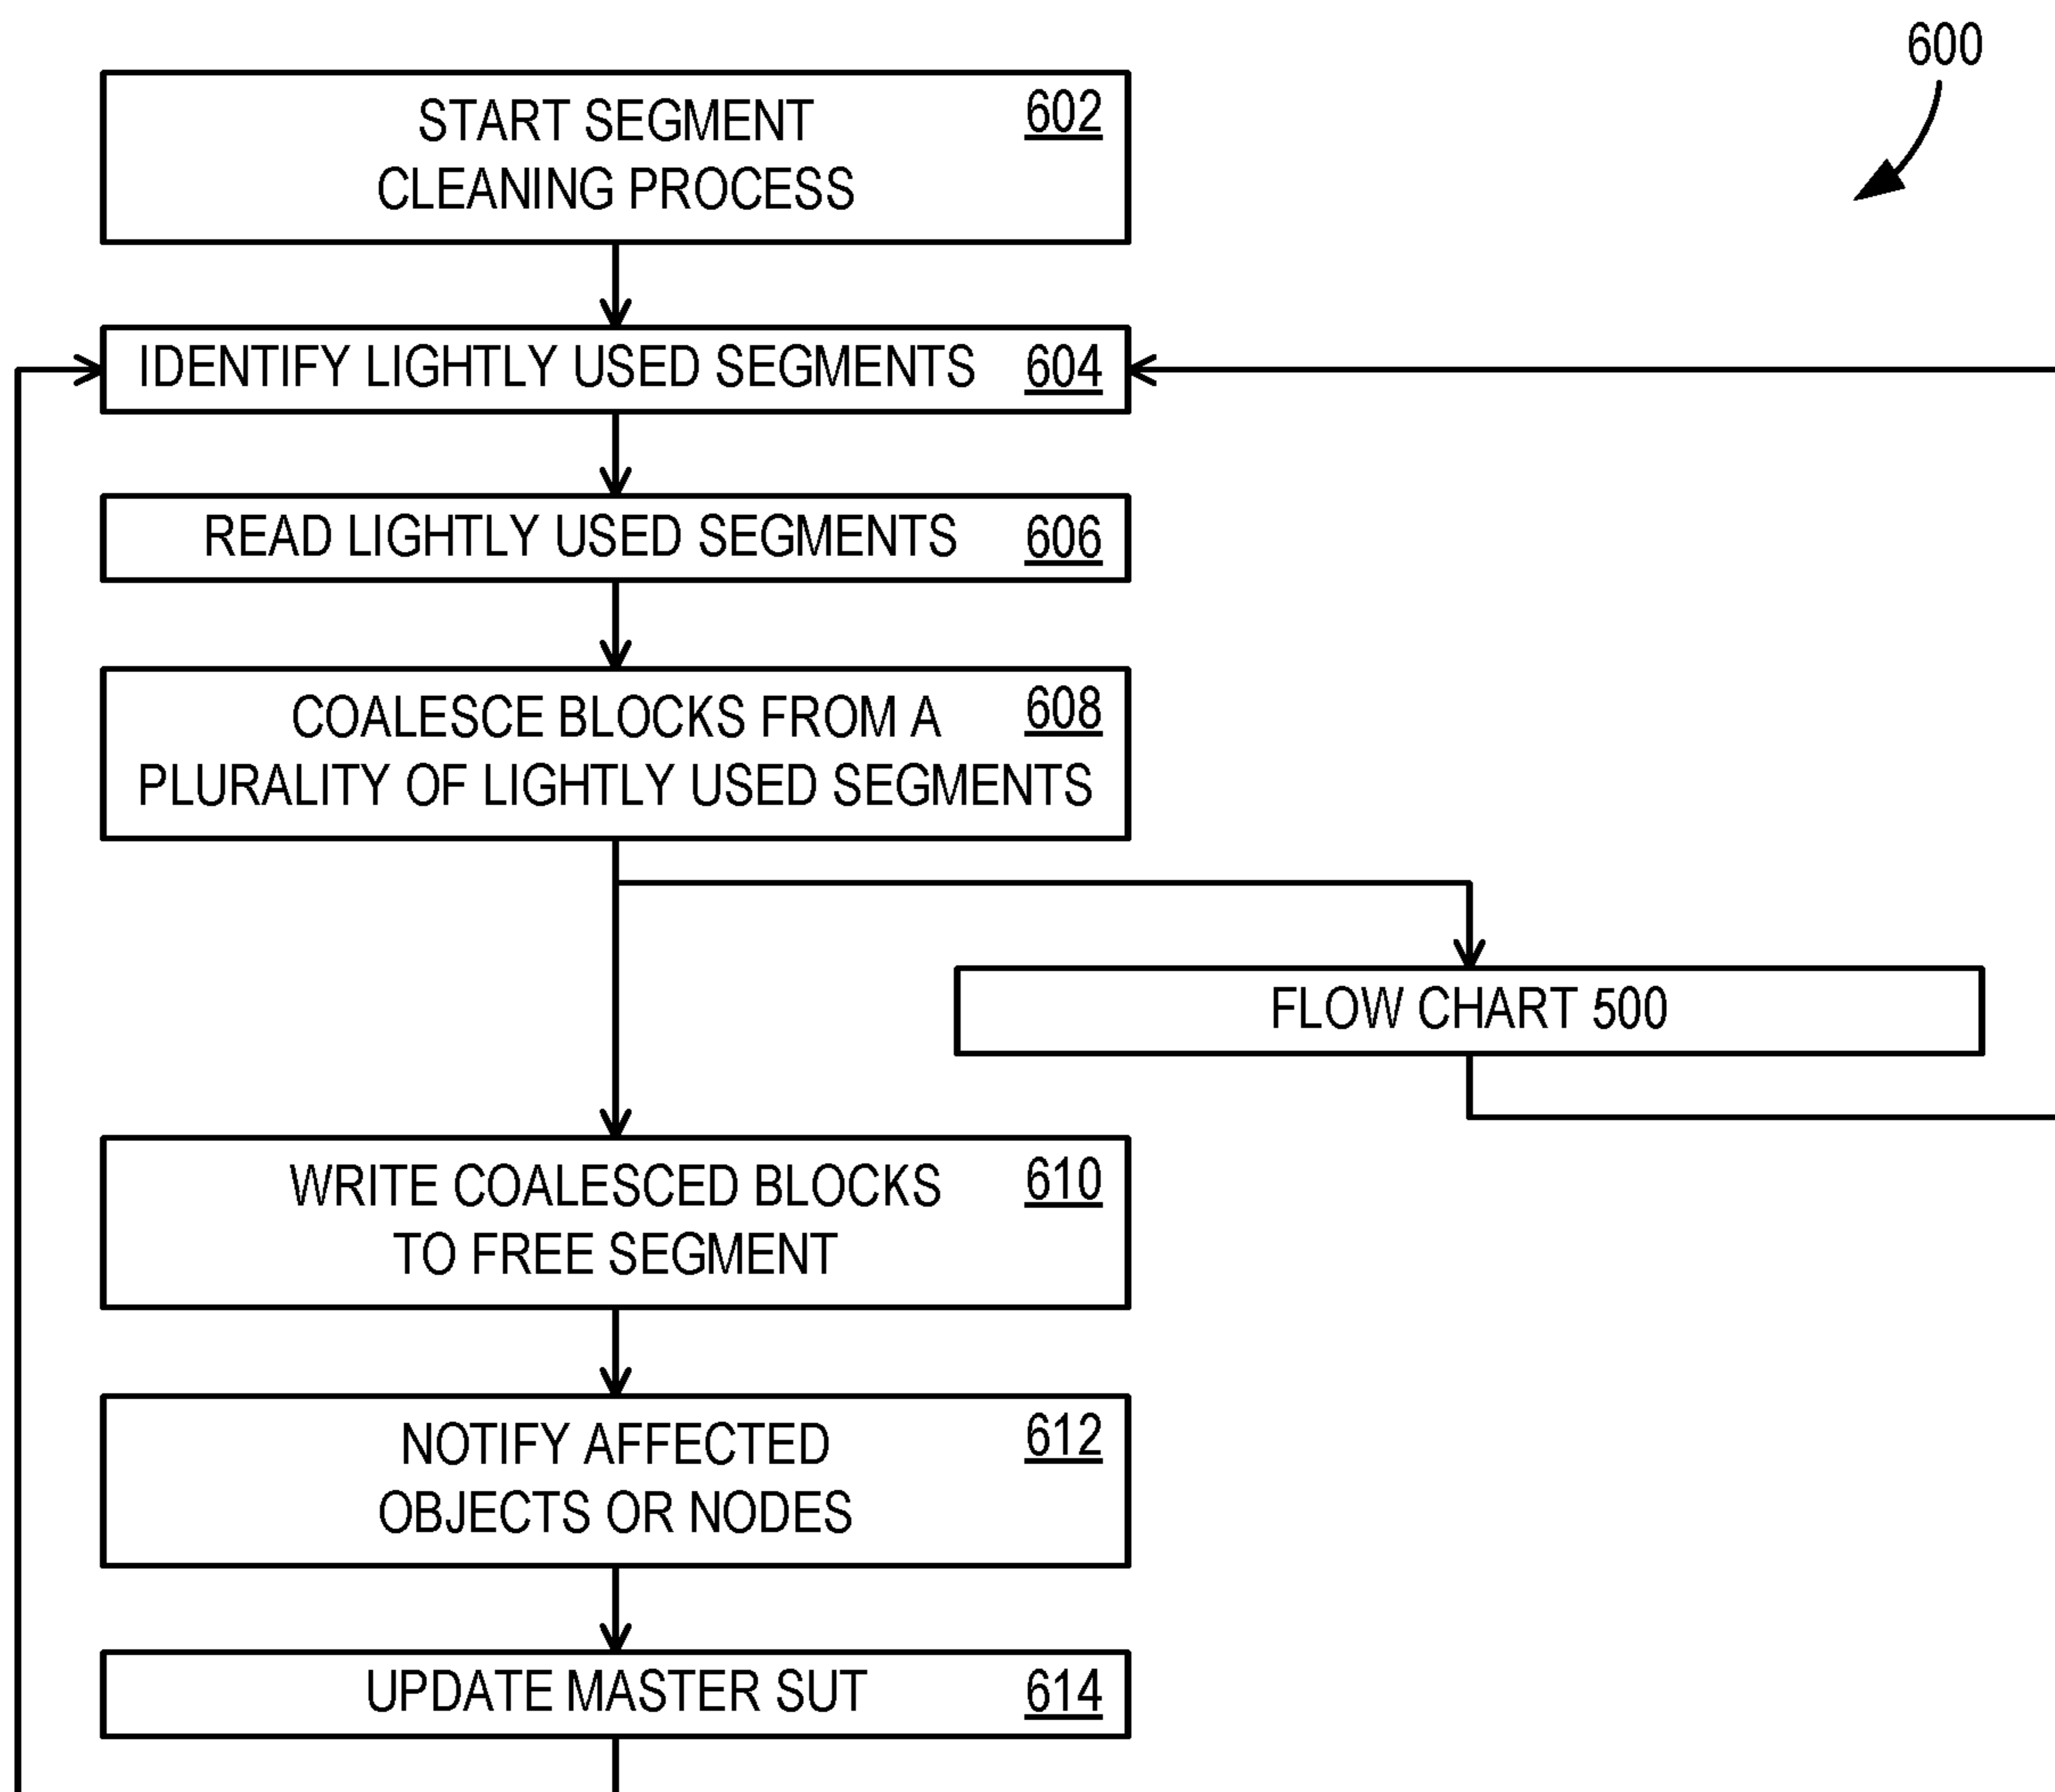 600
START SEGMENT 602
CLEANING PROCESS
IDENTIFY LIGHTLY USED SEGMENTS 604
READ LIGHTLY USED SEGMENTS 606
COALESCE BLOCKS FROM A 608
PLURALITY OF LIGHTLY USED SEGMENTS
FLOW CHART 500
WRITE COALESCED BLOCKS 610
TO FREE SEGMENT
NOTIFY AFFECTED 612
OBJECTS OR NODES
UPDATE MASTER SUT 614